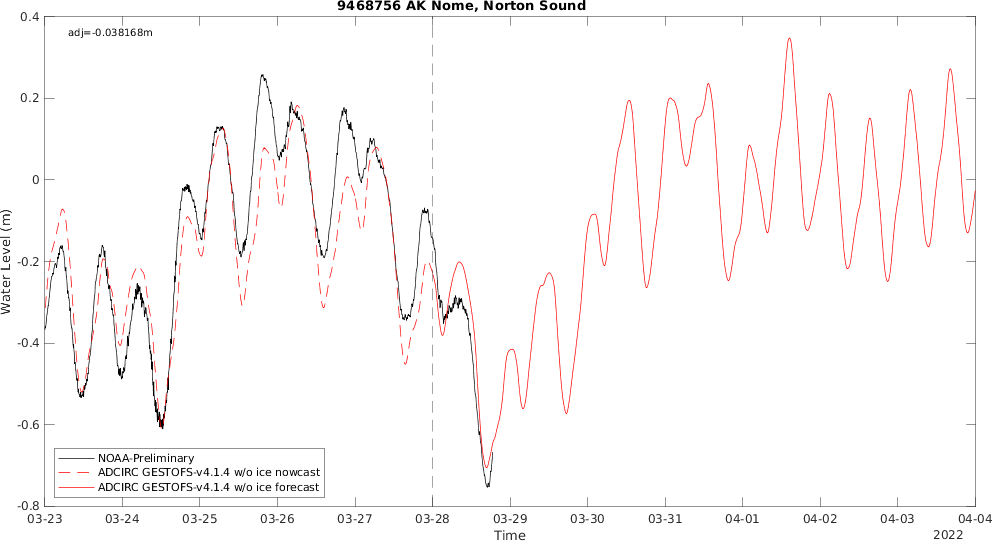 9468756 AK Nome, Norton Sound
adj=-0.038168m
0.4
0.2
0
-0.2
-0.4
-0.6
-0.8
Water Level (m)
NOAA-Preliminary
ADCIRC GESTOFS-v4.1.4 w/o ice nowcast
ADCIRC GESTOFS-v4.1.4 w/o ice forecast
03-23 03-24 03-25 03-26 03-27 03-28 03-29 03-30 03-31 04-01 04-02 04-03 04-04
Time
2022